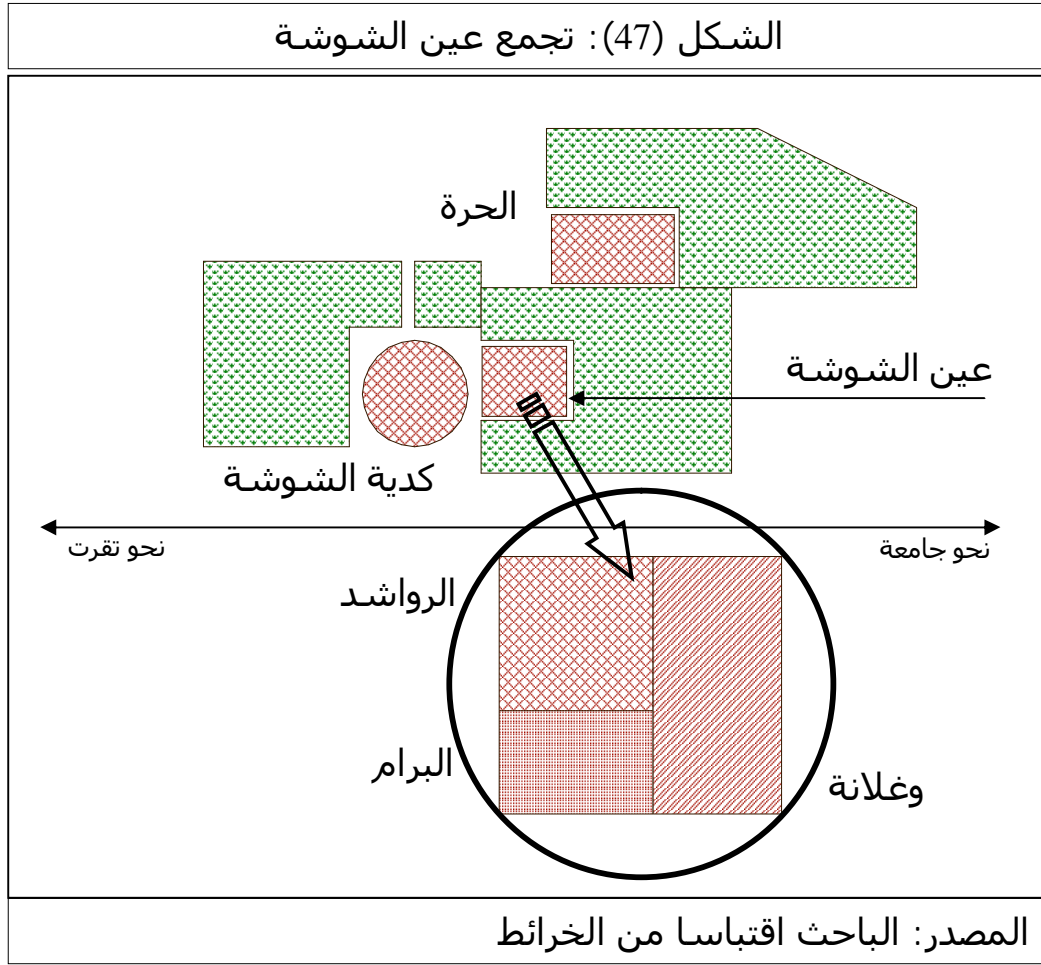 الشكل (47): تجمع عين الشوشة
الحرة
عين الشوشة
كدية الشوشة
نحو جامعة
نحو تقرت
الرواشد
البرام
وغلانة
المصدر: الباحث اقتباسا من الخرائط